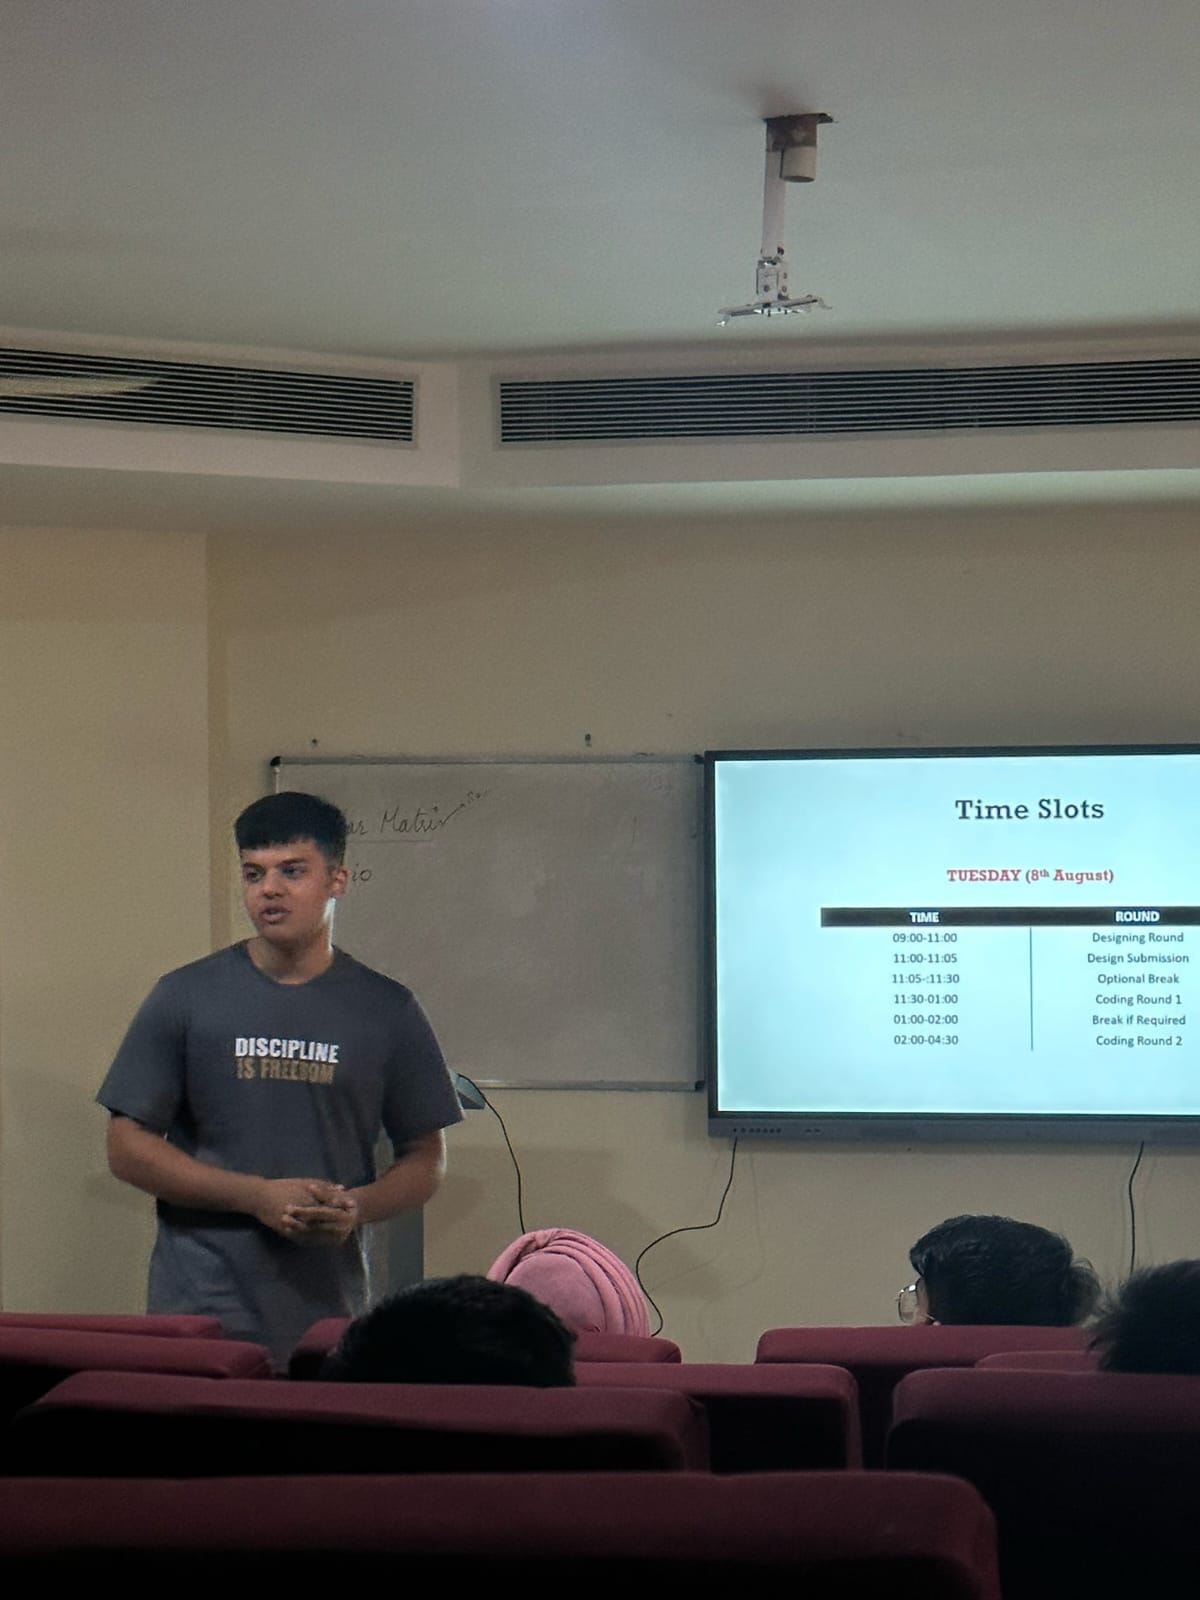 Matrix
DISCIPLINE
IS FREEDOM
Time Slots
TUESDAY (8th August)
TIME ROUND
09:00-11:00 Designing Round
11:00-11:05 Design Submission
11:05-:11:30 Optional Break
11:30-01:00 Coding Round 1
01:00-02:00 Break if Required
02:00-04:30 Coding Round 2